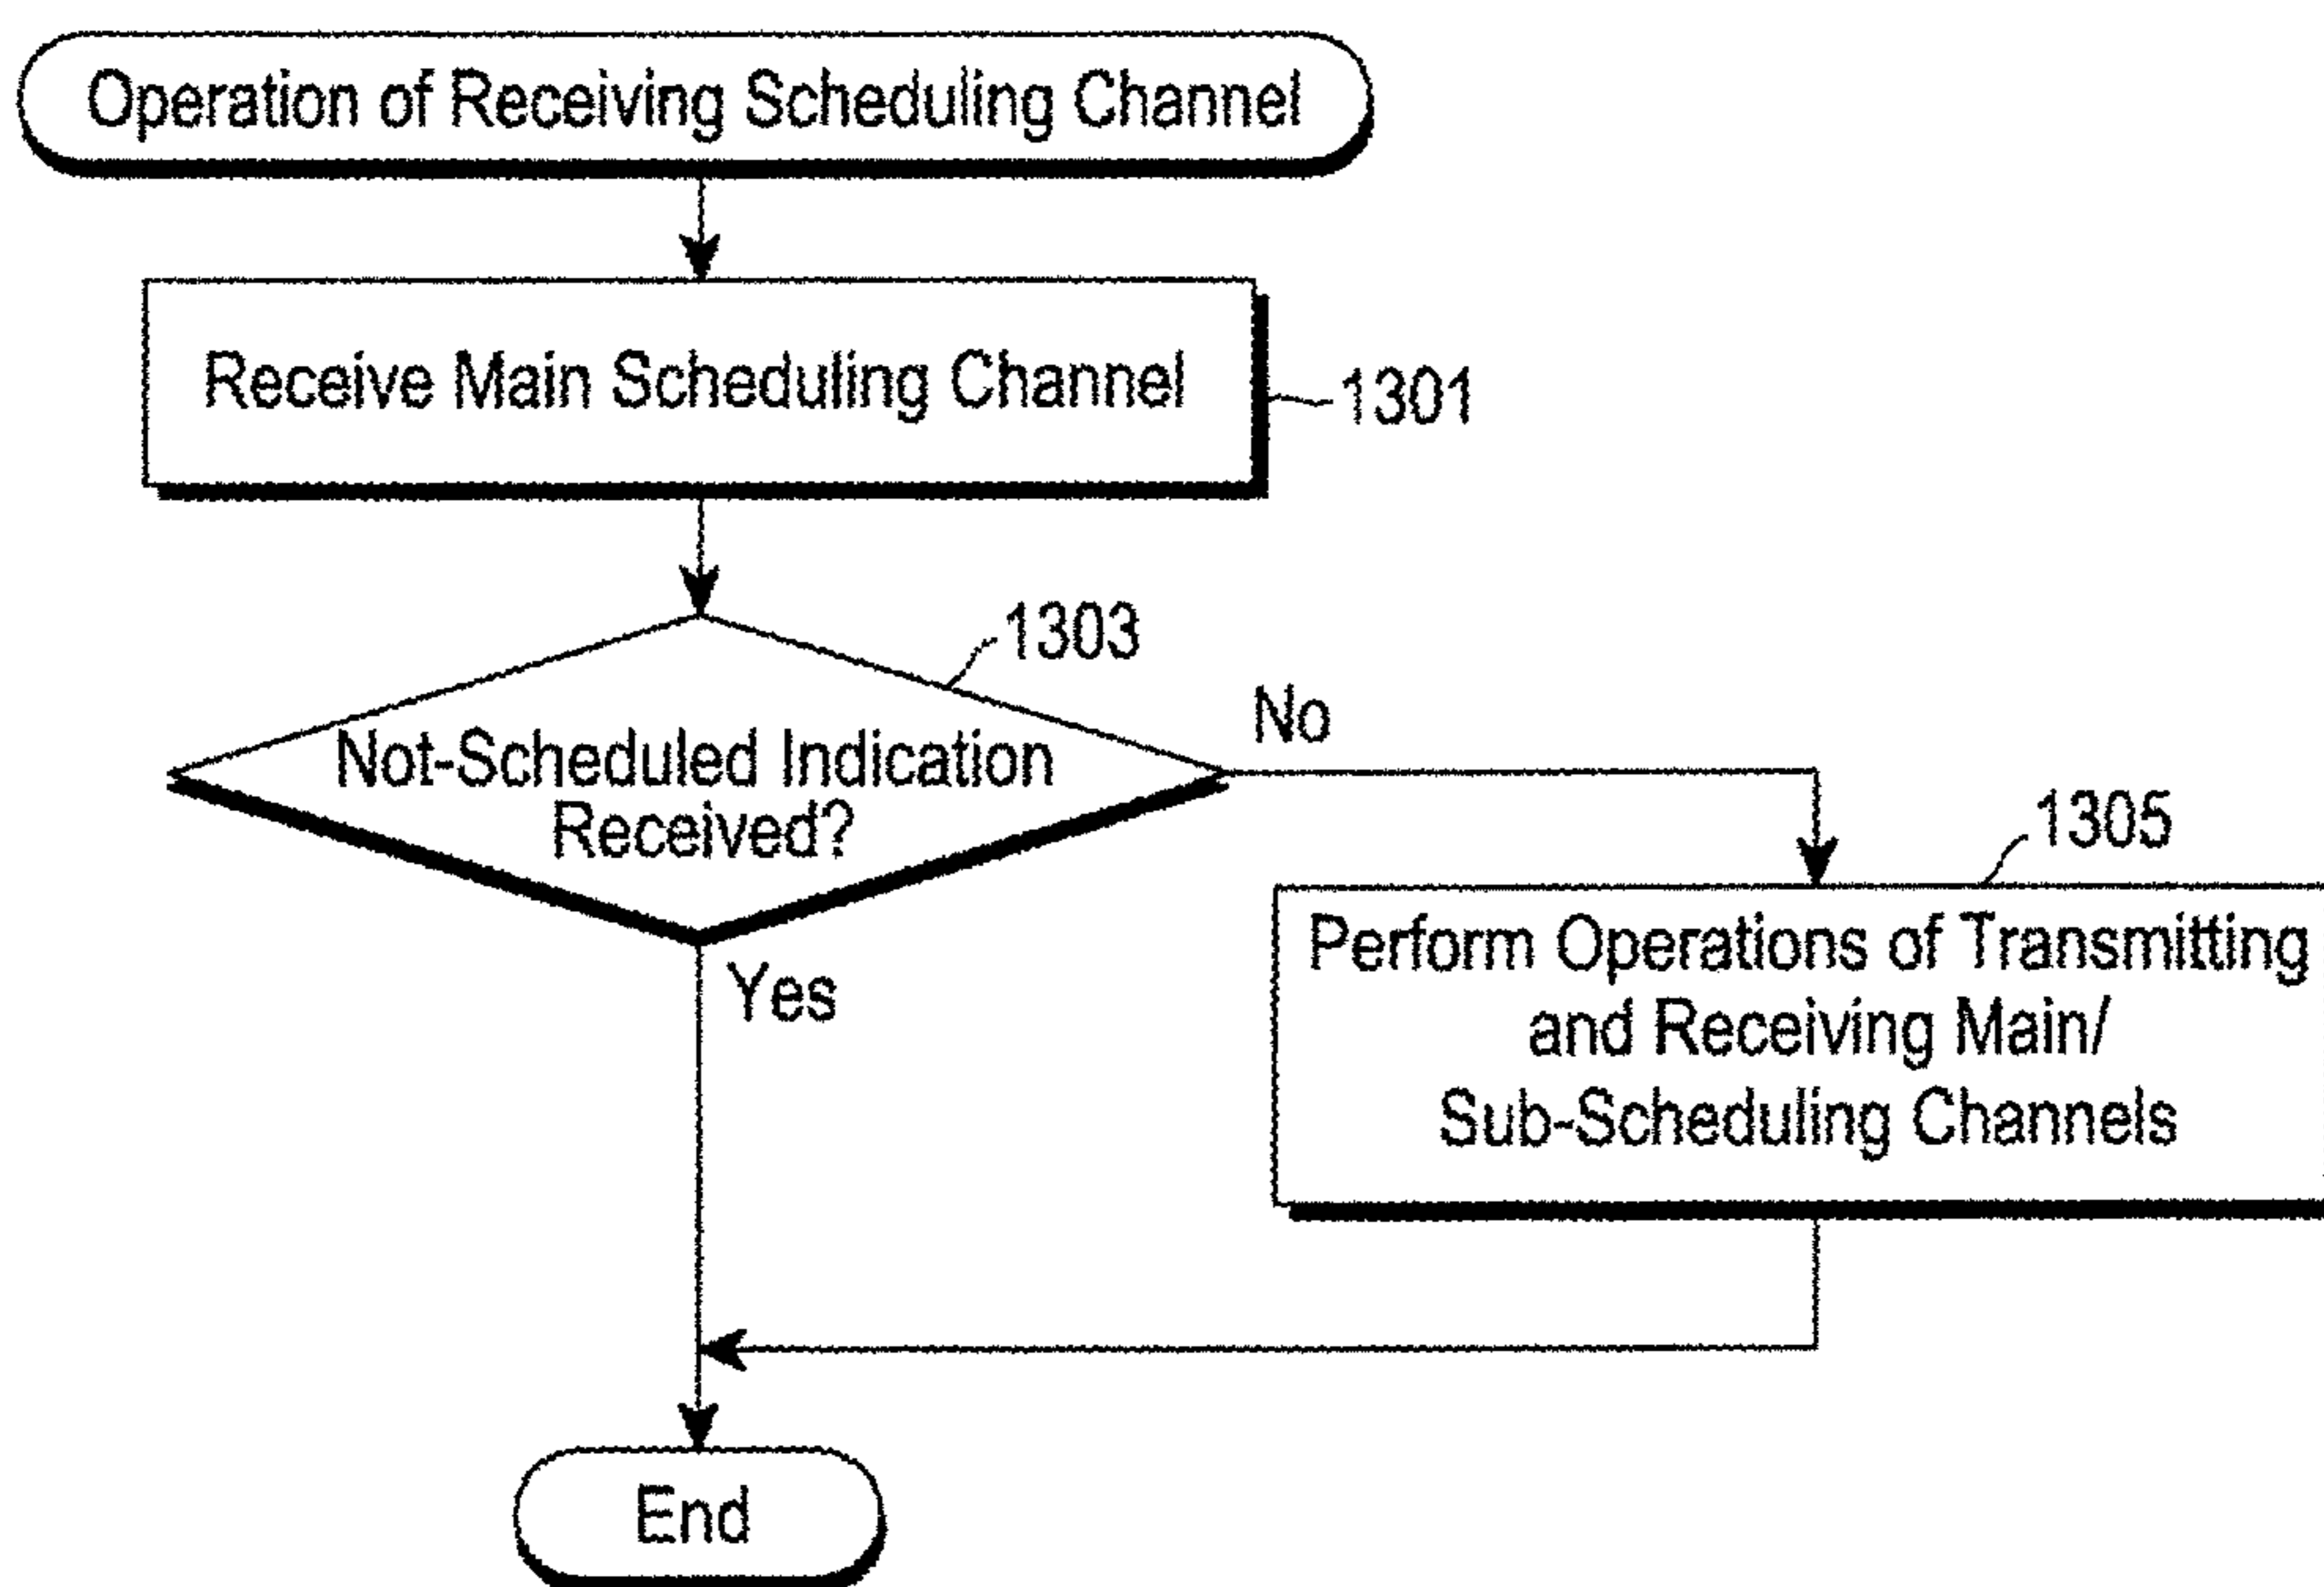 Operation of Receiving Scheduling Channel
Receive Main Scheduling Channel
1301
1303
Not-Scheduled Indication
Received?
No
Yes
1305
Perform Operations of Transmitting
and Receiving Main/
Sub-Scheduling Channels
End